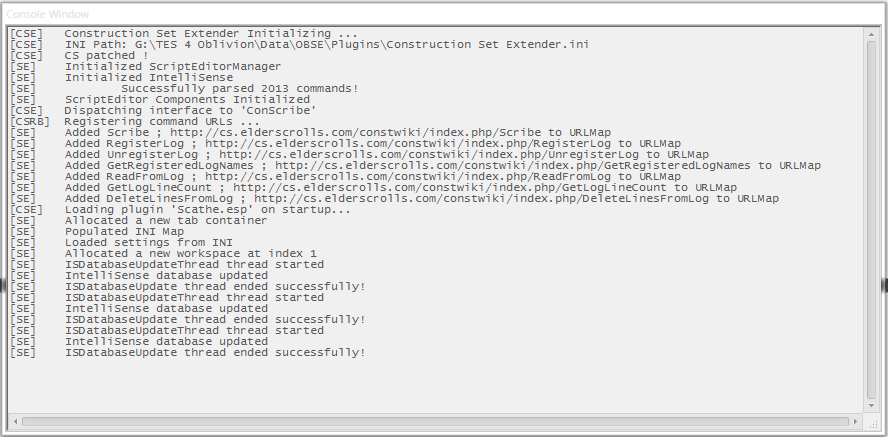 Console Window
[CSE] Construction Set Extender Initializing ...
[CSE] INI Path: G:\TES 4 Oblivion\Data\OBSE\Plugins\Construction Set Extender.ini
[CSE] CS patched !
[SE] Initialized ScriptEditorManager
[SE] Initialized IntelliSense
[SE] Successfully parsed 2013 commands!
[SE] ScriptEditor Components Initialized
[CSE] Dispatching interface to 'ConScribe'
[CSRB] Registering command URLs ...
[SE] Added Scribe ; http://cs.elderscrolls.com/constwiki/index.php/Scribe to URLMap
[SE] Added RegisterLog ; http://cs.elderscrolls.com/constwiki/index.php/RegisterLog to URLMap
[SE] Added UnregisterLog ; http://cs.elderscrolls.com/constwiki/index.php/UnregisterLog to URLMap
[SE] Added GetRegisteredLogNames ; http://cs.elderscrolls.com/constwiki/index.php/GetRegisteredLogNames to URLMap
[SE] Added ReadFromLog ; http://cs.elderscrolls.com/constwiki/index.php/ReadFromLog to URLMap
[SE] Added GetLogLineCount ; http://cs.elderscrolls.com/constwiki/index.php/GetLogLineCount to URLMap
[SE] Added DeleteLinesFromLog ; http://cs.elderscrolls.com/constwiki/index.php/DeleteLinesFromLog to URLMap
[CSE] Loading plugin 'Scathe.esp' on startup...
[SE] Allocated a new tab container
[SE] Populated INI Map
[SE] Loaded settings from INI
[SE] Allocated a new workspace at index 1
[SE] ISDatabaseUpdateThread thread started
[SE] IntelliSense database updated
[SE] ISDatabaseUpdate thread ended successfully!
[SE] ISDatabaseUpdateThread thread started
[SE] IntelliSense database updated
[SE] ISDatabaseUpdate thread ended successfully!
[SE] ISDatabaseUpdateThread thread started
[SE] IntelliSense database updated
[SE] ISDatabaseUpdate thread ended successfully!